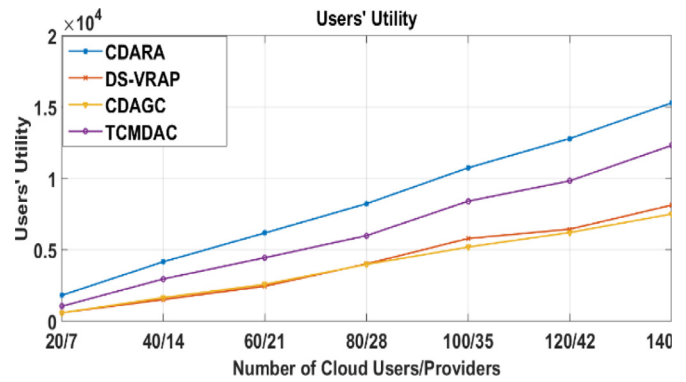 Users' Utility
×10⁴
2
1.5
1
0.5
0
Users' Utility
CDARA
DS-VRAP
CDAGC
TCMDAC
20/7 40/14 60/21 80/28 100/35 120/42 140
Number of Cloud Users/Providers